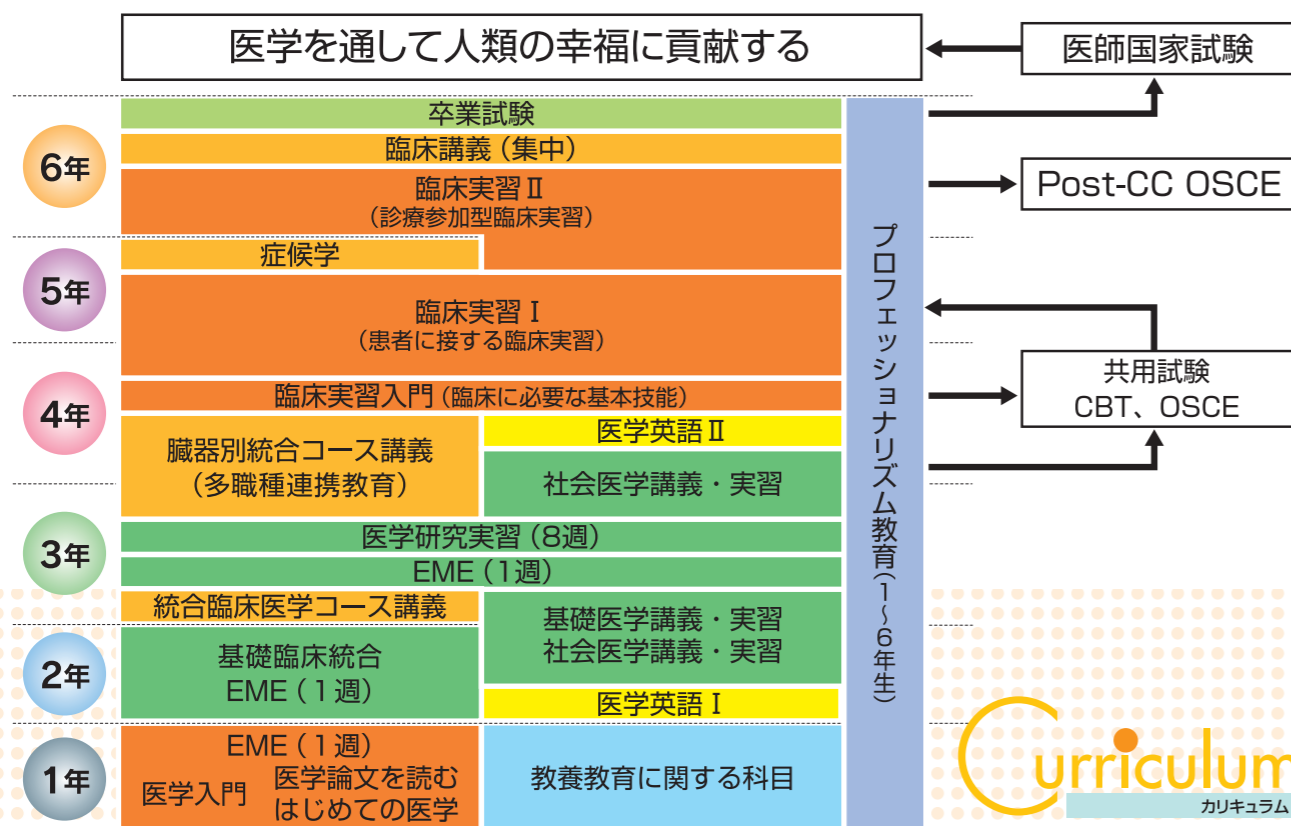 医学を通して人類の幸福に貢献する
医師国家試験
6年
卒業試験
臨床講義（集中）
臨床実習Ⅱ
（診療参加型臨床実習）
Post-CC OSCE
5年
症候学
臨床実習Ⅰ
（患者に接する臨床実習）
4年
臨床実習入門（臨床に必要な基本技能）
共用試験
CBT、OSCE
臓器別統合コース講義
（多職種連携教育）
医学英語Ⅱ
社会医学講義・実習
3年
医学研究実習（8週）
EME（1週）
統合臨床医学コース講義
基礎医学講義・実習
社会医学講義・実習
2年
基礎臨床統合
EME（1週）
医学英語Ⅰ
1年
EME（1週）
医学入門
医学論文を読む
はじめての医学
教養教育に関する科目
プロフェッショナリズム教育（1～6年生）
Curriculum
カリキュラム